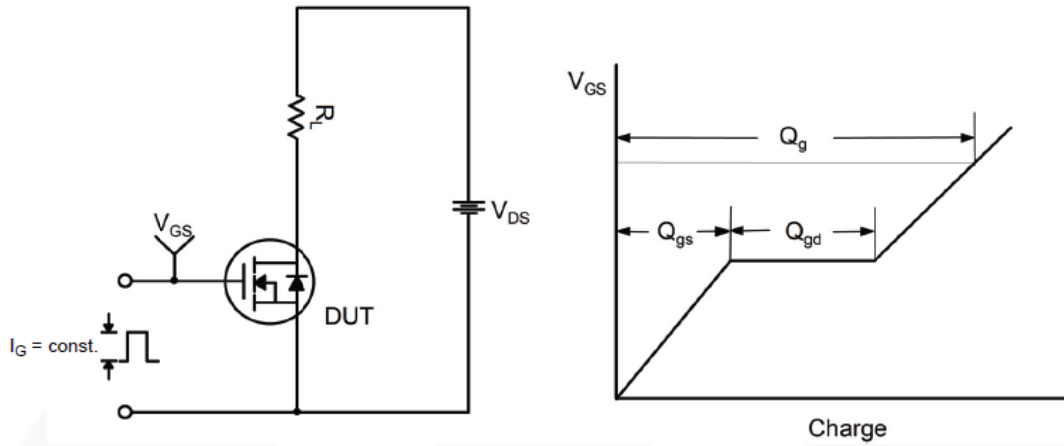 R_L
V_GS
V_DS
DUT
I_G = const.
V_GS
Q_g
Q_gs
Q_gd
Charge